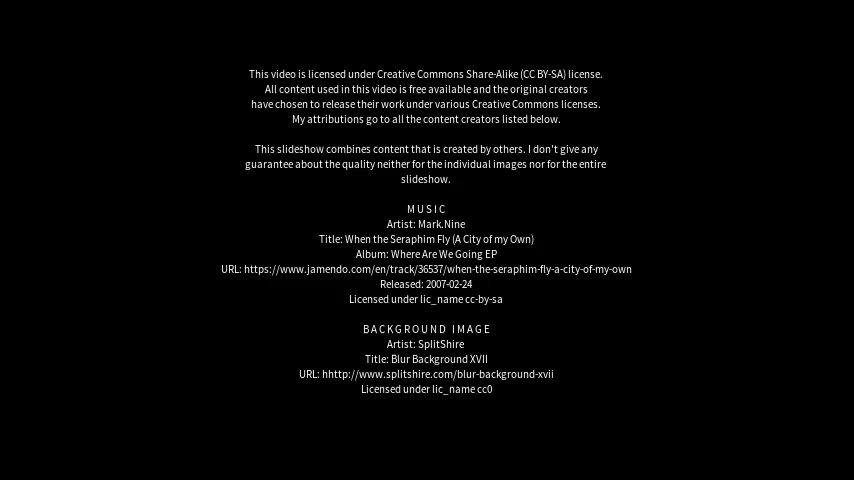 This video is licensed under Creative Commons Share-Alike (CC BY-SA) license.
All content used in this video is free available and the original creators
have chosen to release their work under various Creative Commons licenses.
My attributions go to all the content creators listed below.
This slideshow combines content that is created by others. I don't give any
guarantee about the quality neither for the individual images nor for the entire
slideshow.
MUSIC
Artist: Mark.Nine
Title: When the Seraphim Fly (A City of my Own)
Album: Where Are We Going EP
URL: https://www.jamendo.com/en/track/36537/when-the-seraphim-fly-a-city-of-my-own
Released: 2007-02-24
Licensed under lic_name cc-by-sa
BACKGROUND IMAGE
Artist: SplitShire
Title: Blur Background XVII
URL: hhttp://www.splitshire.com/blur-background-xvii
Licensed under lic_name cc0